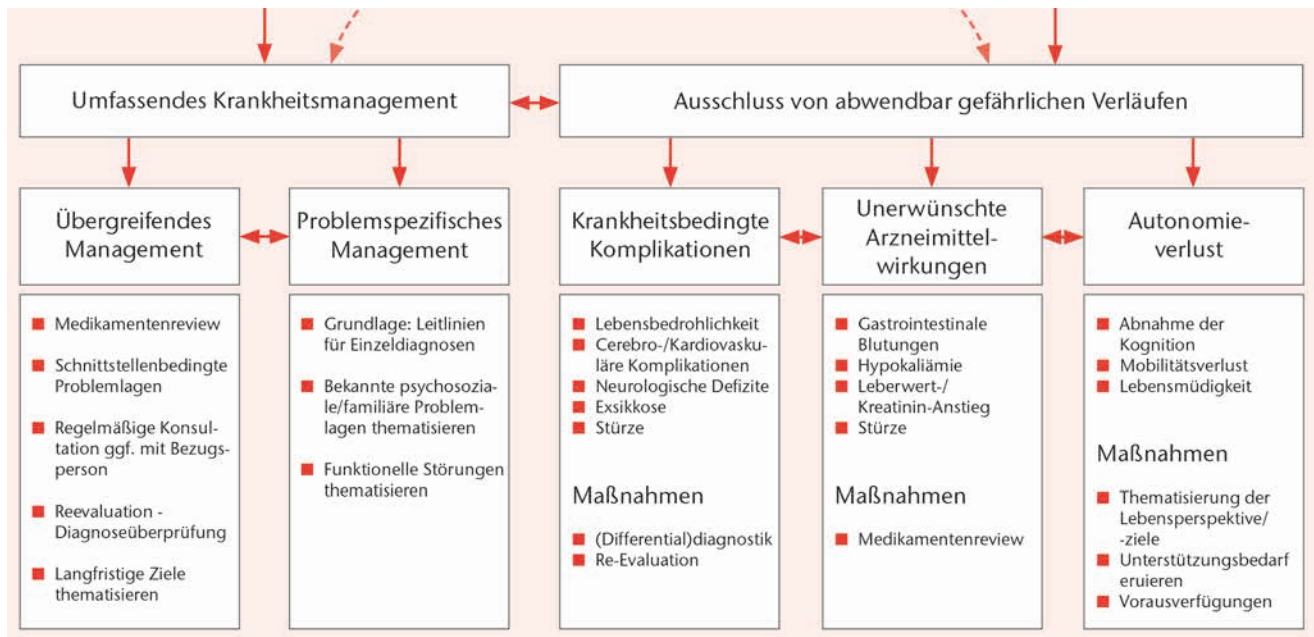 Umfassendes Krankheitsmanagement
Ausschluss von abwendbar gefährlichen Verläufen
Übergreifendes
Management
Problemspezifisches
Management
Krankheitsbedingte
Komplikationen
Unerwünschte
Arzneimittel-
wirkungen
Autonomie-
verlust
Medikamentenreview
Schnittstellenbedingte
Problemlagen
Regelmäßige Konsul-
tation ggf. mit Bezugs-
person
Reevaluation -
Diagnoseüberprüfung
Langfristige Ziele
thematisieren
Grundlage: Leitlinien
für Einzeldiagnosen
Bekannte psychosozia-
le/familiäre Problem-
lagen thematisieren
Funktionelle Störungen
thematisieren
Lebensbedrohlichkeit
Cerebro-/Kardiovasku-
läre Komplikationen
Neurologische Defizite
Exsikkose
Stürze
Maßnahmen
(Differential)diagnostik
Re-Evaluation
Gastrointestinale
Blutungen
Hypokaliämie
Leberwert-/
Kreatinin-Anstieg
Stürze
Maßnahmen
Medikamentenreview
Abnahme der
Kognition
Mobilitätsverlust
Lebensmüdigkeit
Maßnahmen
Thematisierung der
Lebensperspektive/
-ziele
Unterstützungsbedarf
eruieren
Vorausverfügungen